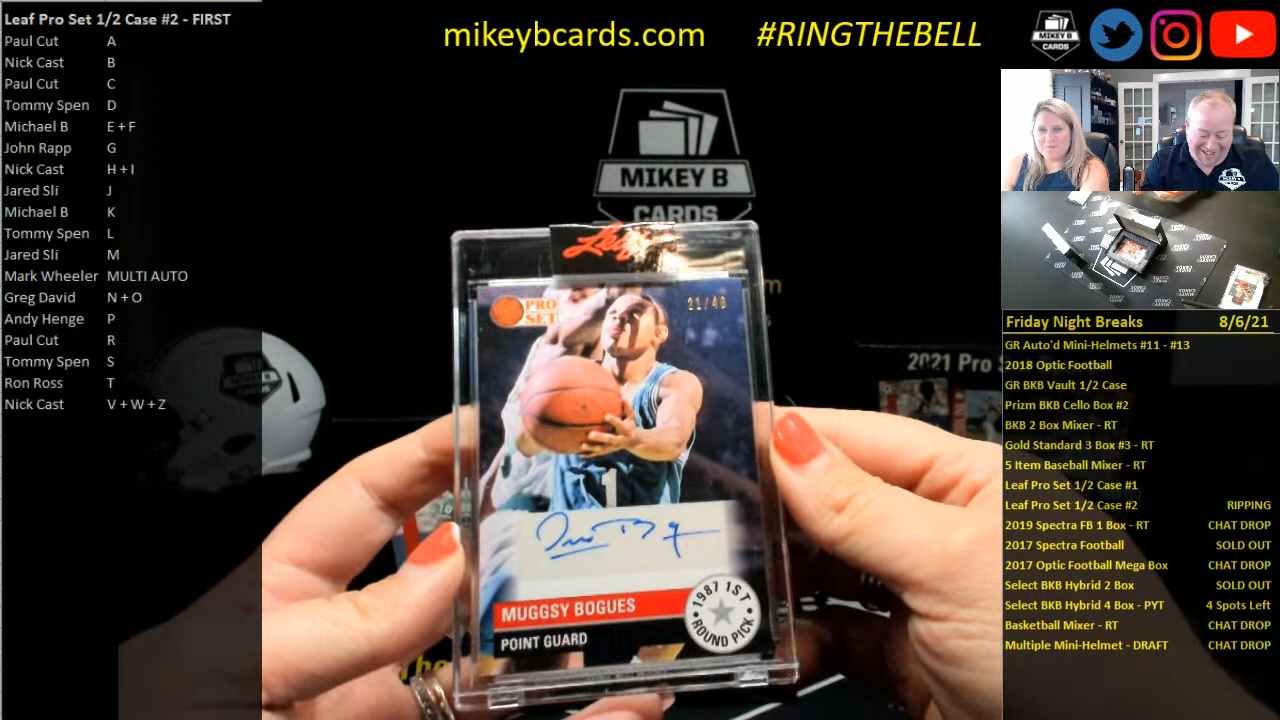 Leaf Pro Set 1/2 Case #2 - FIRST
Paul Cut A
Nick Cast B
Paul Cut C
Tommy Spen D
Michael B E + F
John Rapp G
Nick Cast H + I
Jared Sli J
Michael B K
Tommy Spen L
Jared Sli M
Mark Wheeler MULTI AUTO
Greg David N + O
Andy Henge P
Paul Cut R
Tommy Spen S
Ron Ross T
Nick Cast V + W + Z
mikeybcards.com #RINGTHEBELL
MIKEY B
CARDS
MIKEY B
CARDS
Leaf
PRO
SET
21/40
1
MUGGSY BOGUES
POINT GUARD
1987 1ST
ROUND PICK
2021 Pro S
MIKEY B
Friday Night Breaks 8/6/21
GR Auto'd Mini-Helmets #11 - #13
2018 Optic Football
GR BKB Vault 1/2 Case
Prizm BKB Cello Box #2
BKB 2 Box Mixer - RT
Gold Standard 3 Box #3 - RT
5 Item Baseball Mixer - RT
Leaf Pro Set 1/2 Case #1
Leaf Pro Set 1/2 Case #2 RIPPING
2019 Spectra FB 1 Box - RT CHAT DROP
2017 Spectra Football SOLD OUT
2017 Optic Football Mega Box CHAT DROP
Select BKB Hybrid 2 Box SOLD OUT
Select BKB Hybrid 4 Box - PYT 4 Spots Left
Basketball Mixer - RT CHAT DROP
Multiple Mini-Helmet - DRAFT CHAT DROP